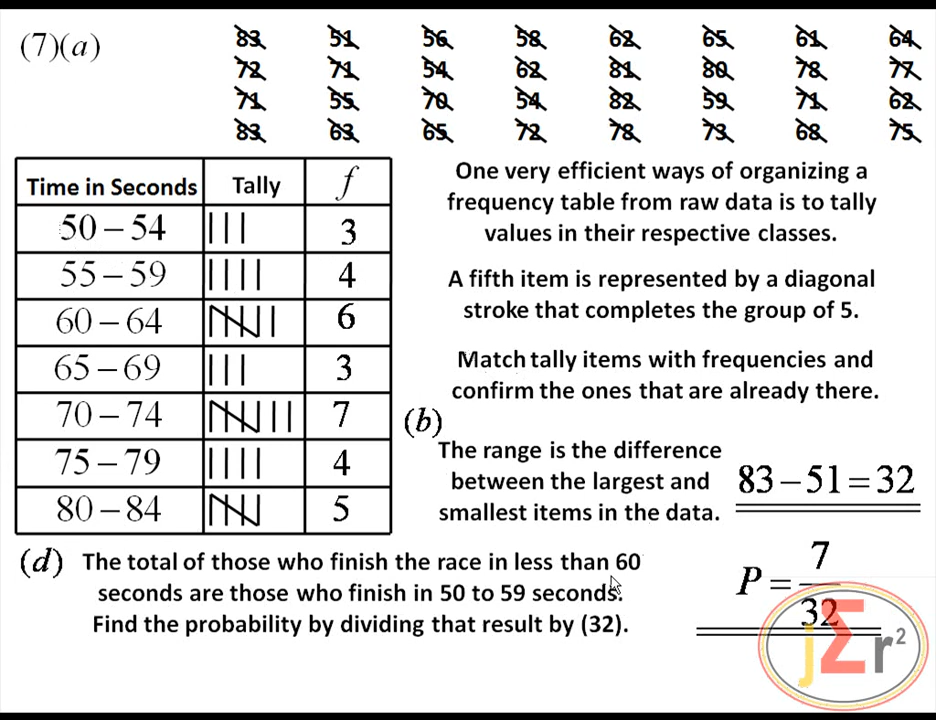 (7)(a)
83 51 56 58 62 65 61 64
72 71 54 62 81 80 78 77
71 55 70 54 82 59 71 62
83 63 65 72 78 73 68 75
Time in Seconds Tally f
50 – 54 3
55 – 59 4
60 – 64 6
65 – 69 3
70 – 74 7
75 – 79 4
80 – 84 5
One very efficient ways of organizing a
frequency table from raw data is to tally
values in their respective classes.
A fifth item is represented by a diagonal
stroke that completes the group of 5.
Match tally items with frequencies and
confirm the ones that are already there.
(b)
The range is the difference
between the largest and
smallest items in the data.
83 – 51 = 32
(d) The total of those who finish the race in less than 60
seconds are those who finish in 50 to 59 seconds.
Find the probability by dividing that result by (32).
P = 7/32
jΣr²